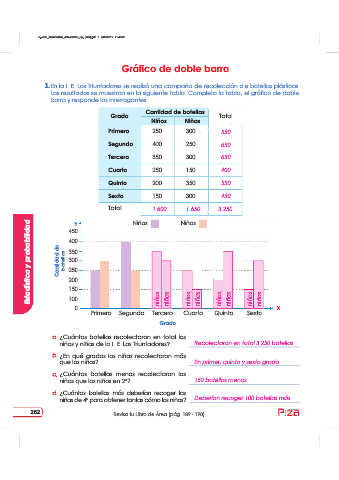 Gráfico de doble barra
3. En la I. E. Los Triunfadores se realizó una campaña de recolección de botellas plásticas.
Los resultados se muestran en la siguiente tabla. Completa la tabla, el gráfico de doble
barra y responde las interrogantes.
Grado Cantidad de botellas Total
Niños Niñas
Primero 250 300 550
Segundo 400 250 650
Tercero 350 300 650
Cuarto 250 150 400
Quinto 200 350 550
Sexto 150 300 450
Total 1 600 1 650 3 250
Niños Niñas
Y
Cantidad de botellas
450
400
350
300
250
200
150
100
0
niños niñas niños niñas niños niñas niños niñas
Primero Segundo Tercero Cuarto Quinto Sexto X
Grado
a. ¿Cuántas botellas recolectaron en total los
niños y niñas de la I. E. Los Triunfadores?
Recolectaron en total 3 250 botellas
b. ¿En qué grados las niñas recolectaron más
que los niños?
En primer, quinto y sexto grado
c. ¿Cuántas botellas menos recolectaron las
niñas que los niños en 2°?
150 botellas menos
d. ¿Cuántas botellas más deberían recoger las
niñas de 4° para obtener tantas como los niños?
Deberían recoger 100 botellas más
Estadística y probabilidad
262
Revisa tu Libro de Área (pág. 189 - 190)